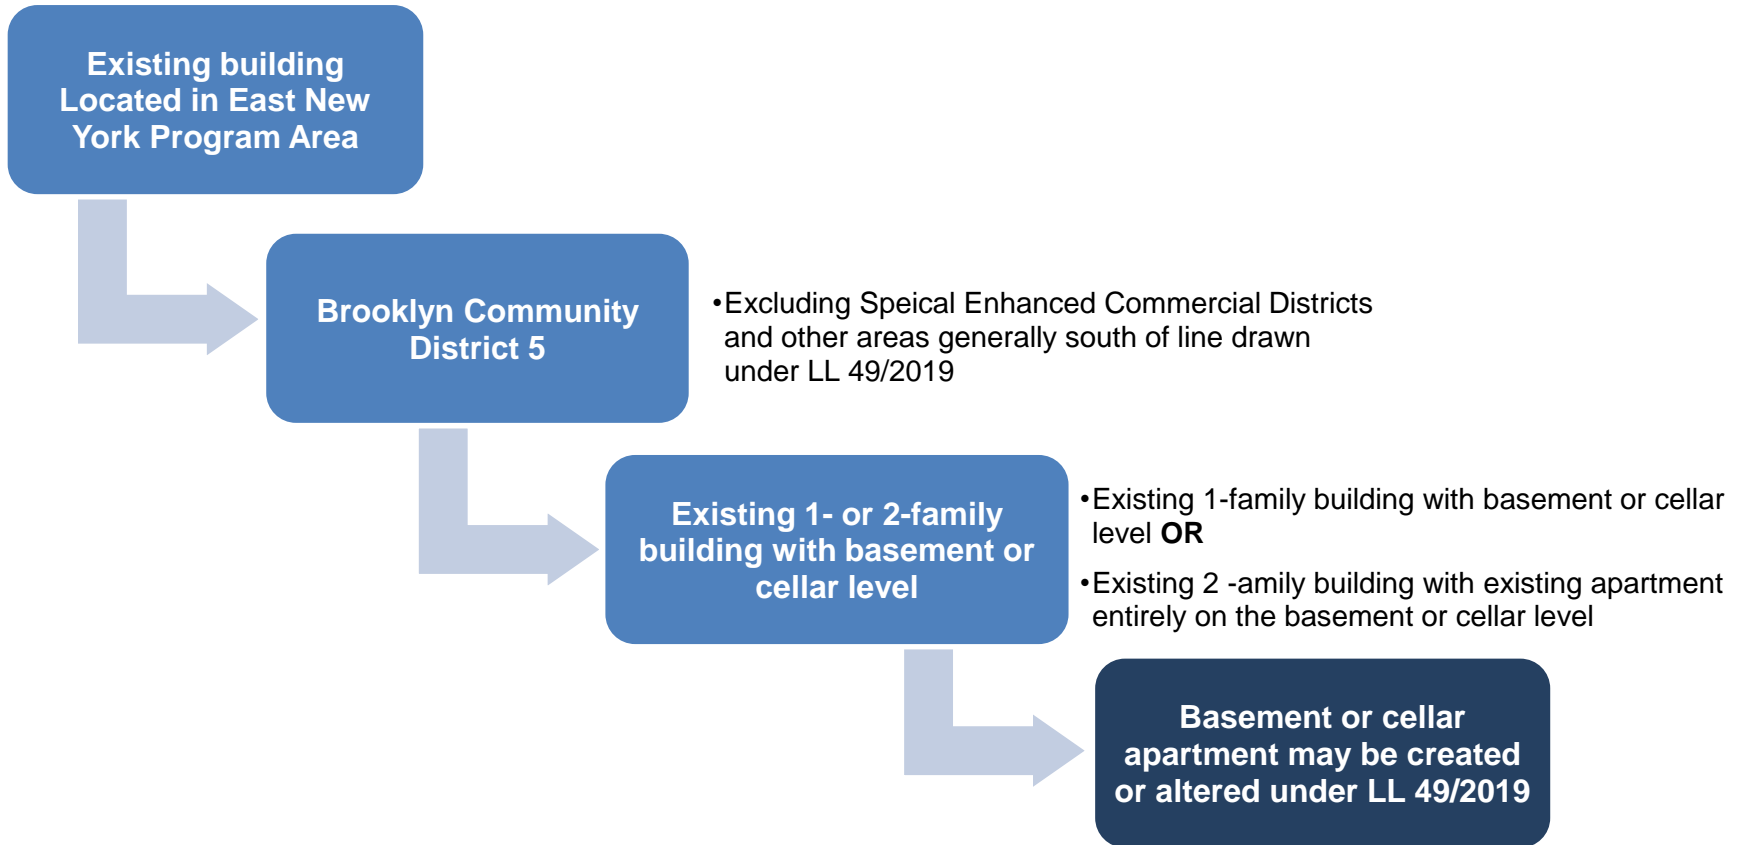 Existing building
Located in East New
York Program Area
Brooklyn Community
District 5
•Excluding Speical Enhanced Commercial Districts
and other areas generally south of line drawn
under LL 49/2019
Existing 1- or 2-family
building with basement or
cellar level
•Existing 1-family building with basement or cellar
level OR
•Existing 2 -amily building with existing apartment
entirely on the basement or cellar level
Basement or cellar
apartment may be created
or altered under LL 49/2019